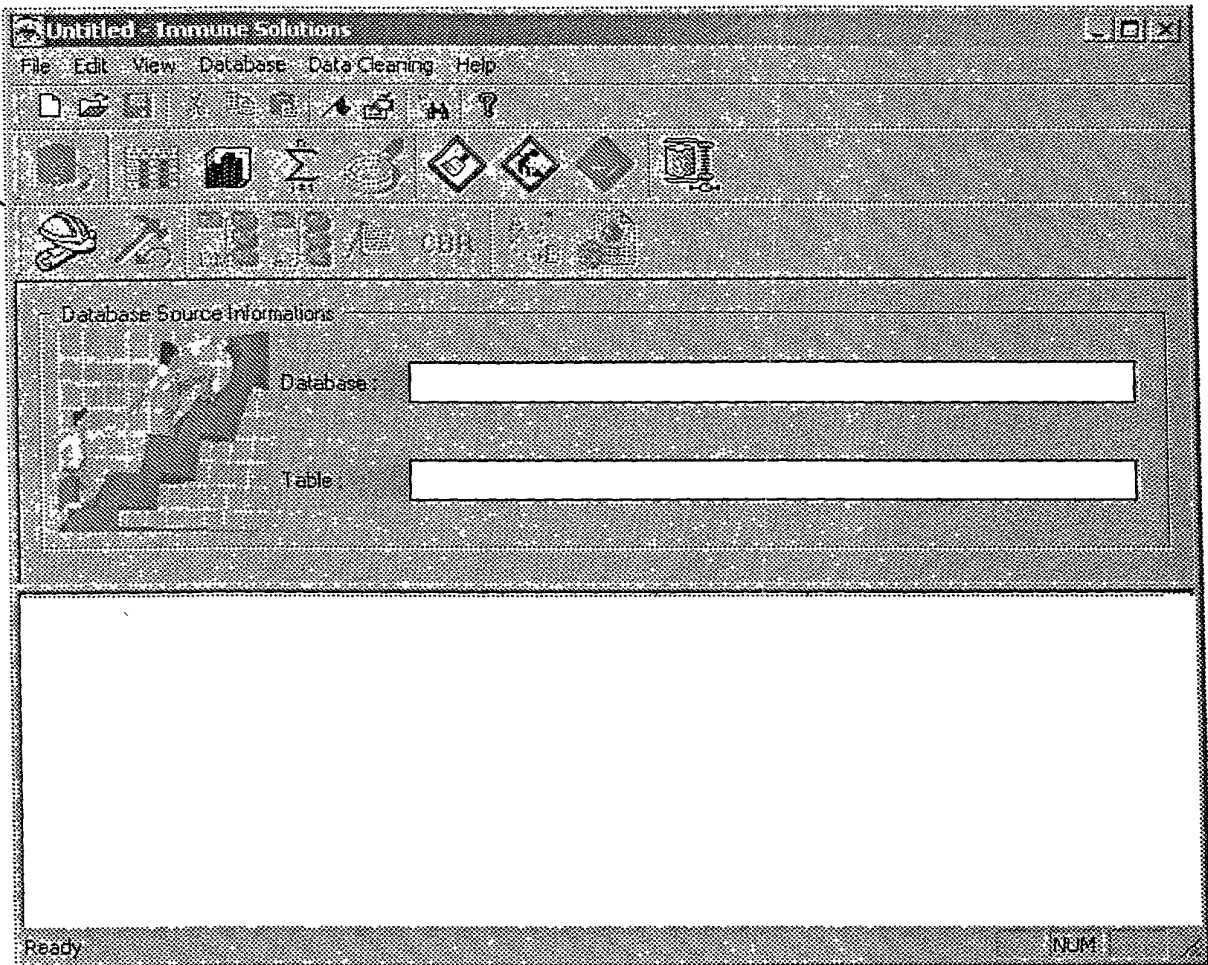 Untitled - Immune Solutions
File Edit View Database Data Cleaning Help
Database Source Informations
Database :
Table :
Ready
NUM